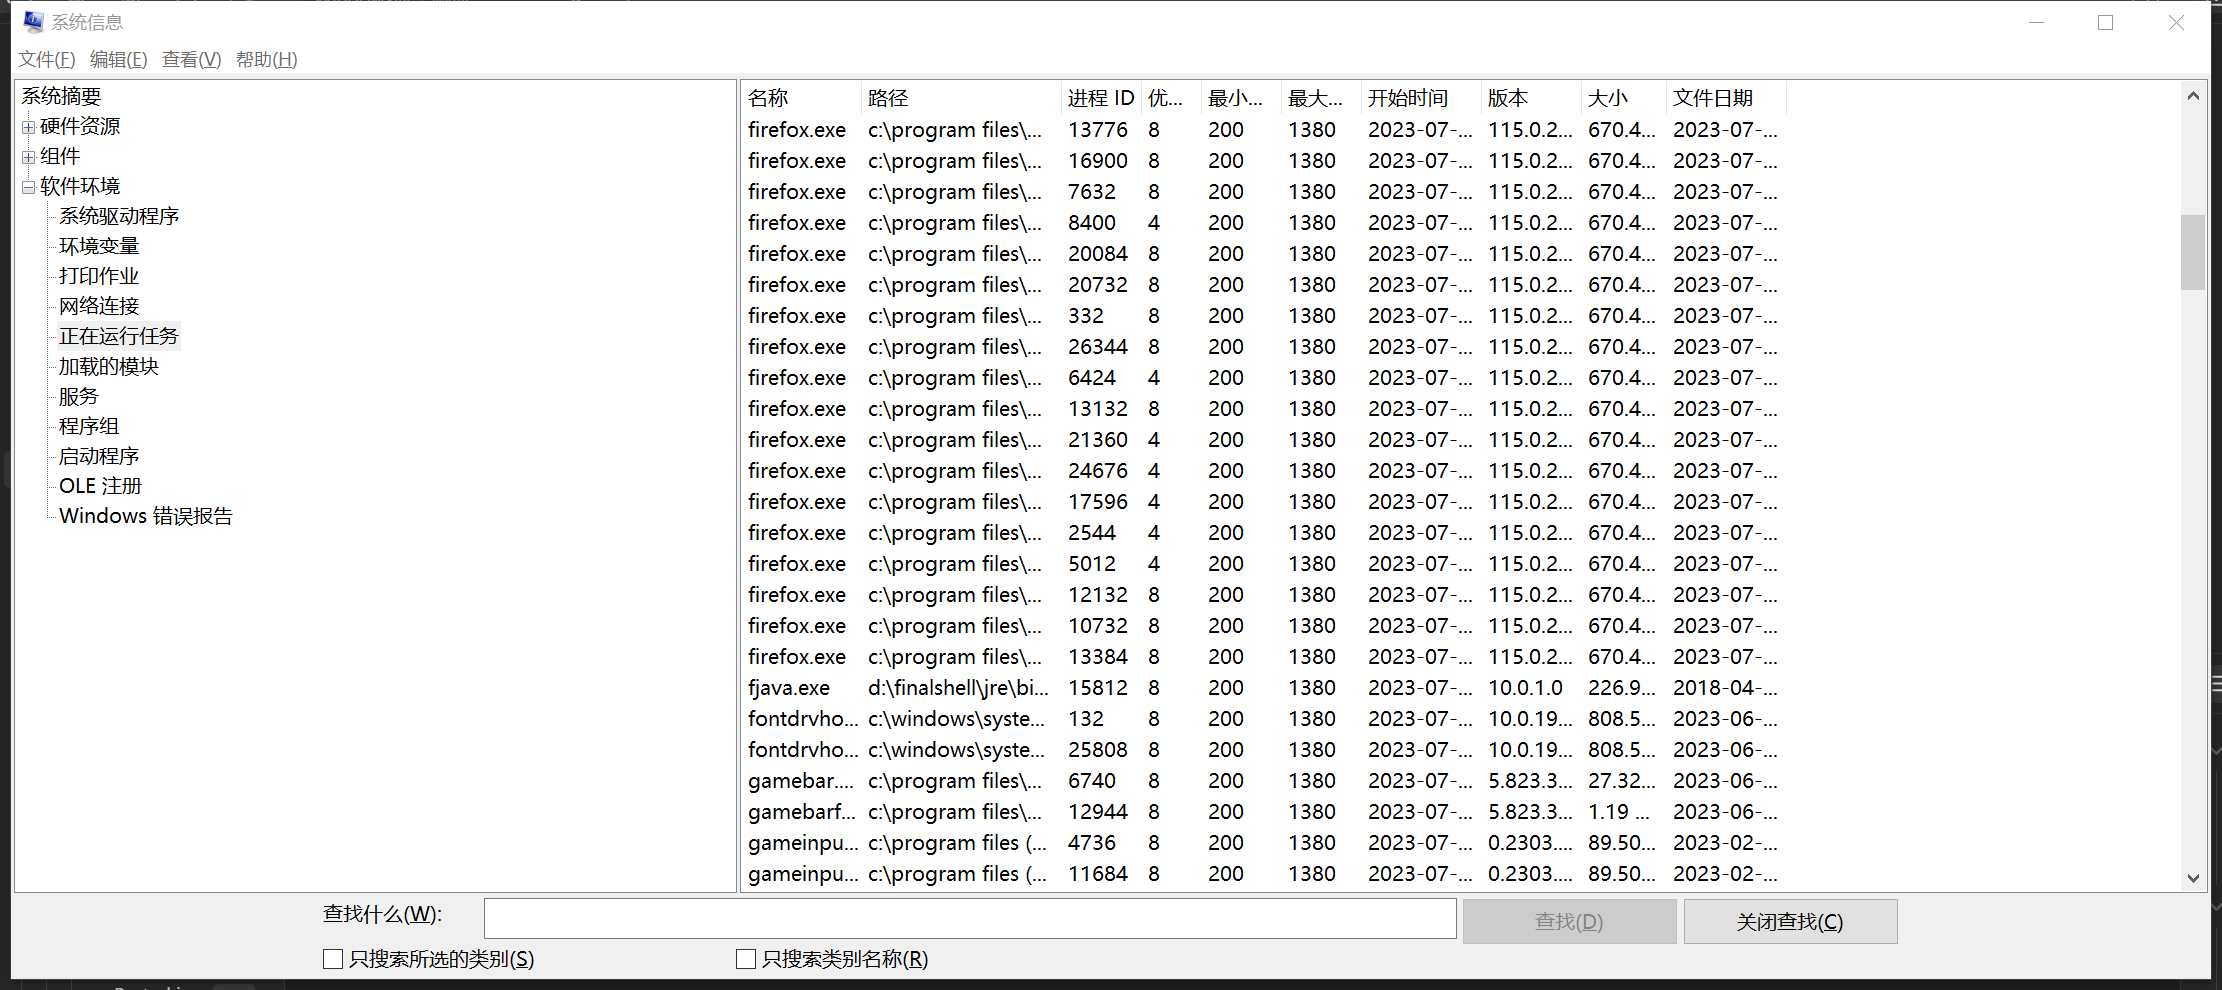 系统信息
文件(F) 编辑(E) 查看(V) 帮助(H)
系统摘要
硬件资源
组件
软件环境
系统驱动程序
环境变量
打印作业
网络连接
正在运行任务
加载的模块
服务
程序组
启动程序
OLE 注册
Windows 错误报告
名称 路径 进程 ID 优... 最小... 最大... 开始时间 版本 大小 文件日期
firefox.exe c:\program files\... 13776 8 200 1380 2023-07-... 115.0.2... 670.4... 2023-07-...
firefox.exe c:\program files\... 16900 8 200 1380 2023-07-... 115.0.2... 670.4... 2023-07-...
firefox.exe c:\program files\... 7632 8 200 1380 2023-07-... 115.0.2... 670.4... 2023-07-...
firefox.exe c:\program files\... 8400 4 200 1380 2023-07-... 115.0.2... 670.4... 2023-07-...
firefox.exe c:\program files\... 20084 8 200 1380 2023-07-... 115.0.2... 670.4... 2023-07-...
firefox.exe c:\program files\... 20732 8 200 1380 2023-07-... 115.0.2... 670.4... 2023-07-...
firefox.exe c:\program files\... 332 8 200 1380 2023-07-... 115.0.2... 670.4... 2023-07-...
firefox.exe c:\program files\... 26344 8 200 1380 2023-07-... 115.0.2... 670.4... 2023-07-...
firefox.exe c:\program files\... 6424 4 200 1380 2023-07-... 115.0.2... 670.4... 2023-07-...
firefox.exe c:\program files\... 13132 8 200 1380 2023-07-... 115.0.2... 670.4... 2023-07-...
firefox.exe c:\program files\... 21360 4 200 1380 2023-07-... 115.0.2... 670.4... 2023-07-...
firefox.exe c:\program files\... 24676 4 200 1380 2023-07-... 115.0.2... 670.4... 2023-07-...
firefox.exe c:\program files\... 17596 4 200 1380 2023-07-... 115.0.2... 670.4... 2023-07-...
firefox.exe c:\program files\... 2544 4 200 1380 2023-07-... 115.0.2... 670.4... 2023-07-...
firefox.exe c:\program files\... 5012 4 200 1380 2023-07-... 115.0.2... 670.4... 2023-07-...
firefox.exe c:\program files\... 12132 8 200 1380 2023-07-... 115.0.2... 670.4... 2023-07-...
firefox.exe c:\program files\... 10732 8 200 1380 2023-07-... 115.0.2... 670.4... 2023-07-...
firefox.exe c:\program files\... 13384 8 200 1380 2023-07-... 115.0.2... 670.4... 2023-07-...
fjava.exe d:\finalshell\jre\bi... 15812 8 200 1380 2023-07-... 10.0.1.0 226.9... 2018-04-...
fontdrvho... c:\windows\syste... 132 8 200 1380 2023-07-... 10.0.19... 808.5... 2023-06-...
fontdrvho... c:\windows\syste... 25808 8 200 1380 2023-07-... 10.0.19... 808.5... 2023-06-...
gamebar.... c:\program files\... 6740 8 200 1380 2023-07-... 5.823.3... 27.32... 2023-06-...
gamebarf... c:\program files\... 12944 8 200 1380 2023-07-... 5.823.3... 1.19 ... 2023-06-...
gameinpu... c:\program files (... 4736 8 200 1380 2023-07-... 0.2303.... 89.50... 2023-02-...
gameinpu... c:\program files (... 11684 8 200 1380 2023-07-... 0.2303.... 89.50... 2023-02-...
查找什么(W): 查找(D) 关闭查找(C)
只搜索所选的类别(S) 只搜索类别名称(R)